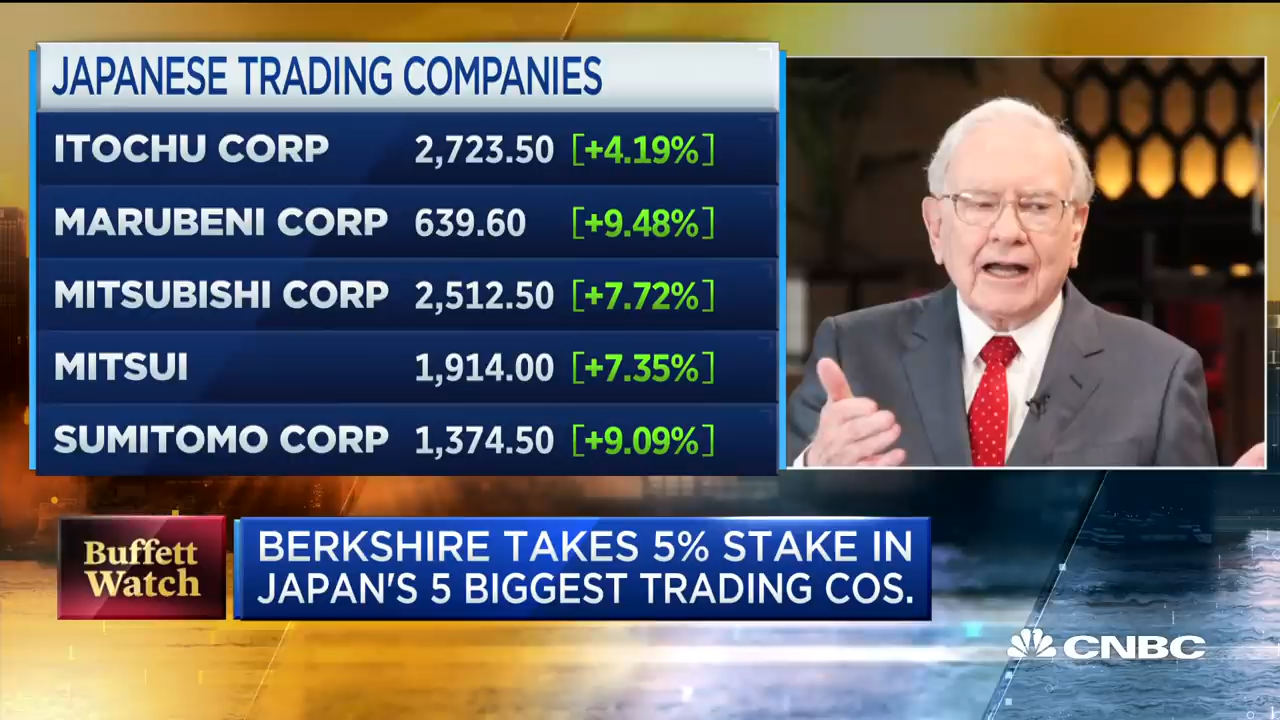 JAPANESE TRADING COMPANIES
ITOCHU CORP 2,723.50 [+4.19%]
MARUBENI CORP 639.60 [+9.48%]
MITSUBISHI CORP 2,512.50 [+7.72%]
MITSUI 1,914.00 [+7.35%]
SUMITOMO CORP 1,374.50 [+9.09%]
Buffett
Watch
BERKSHIRE TAKES 5% STAKE IN
JAPAN'S 5 BIGGEST TRADING COS.
CNBC